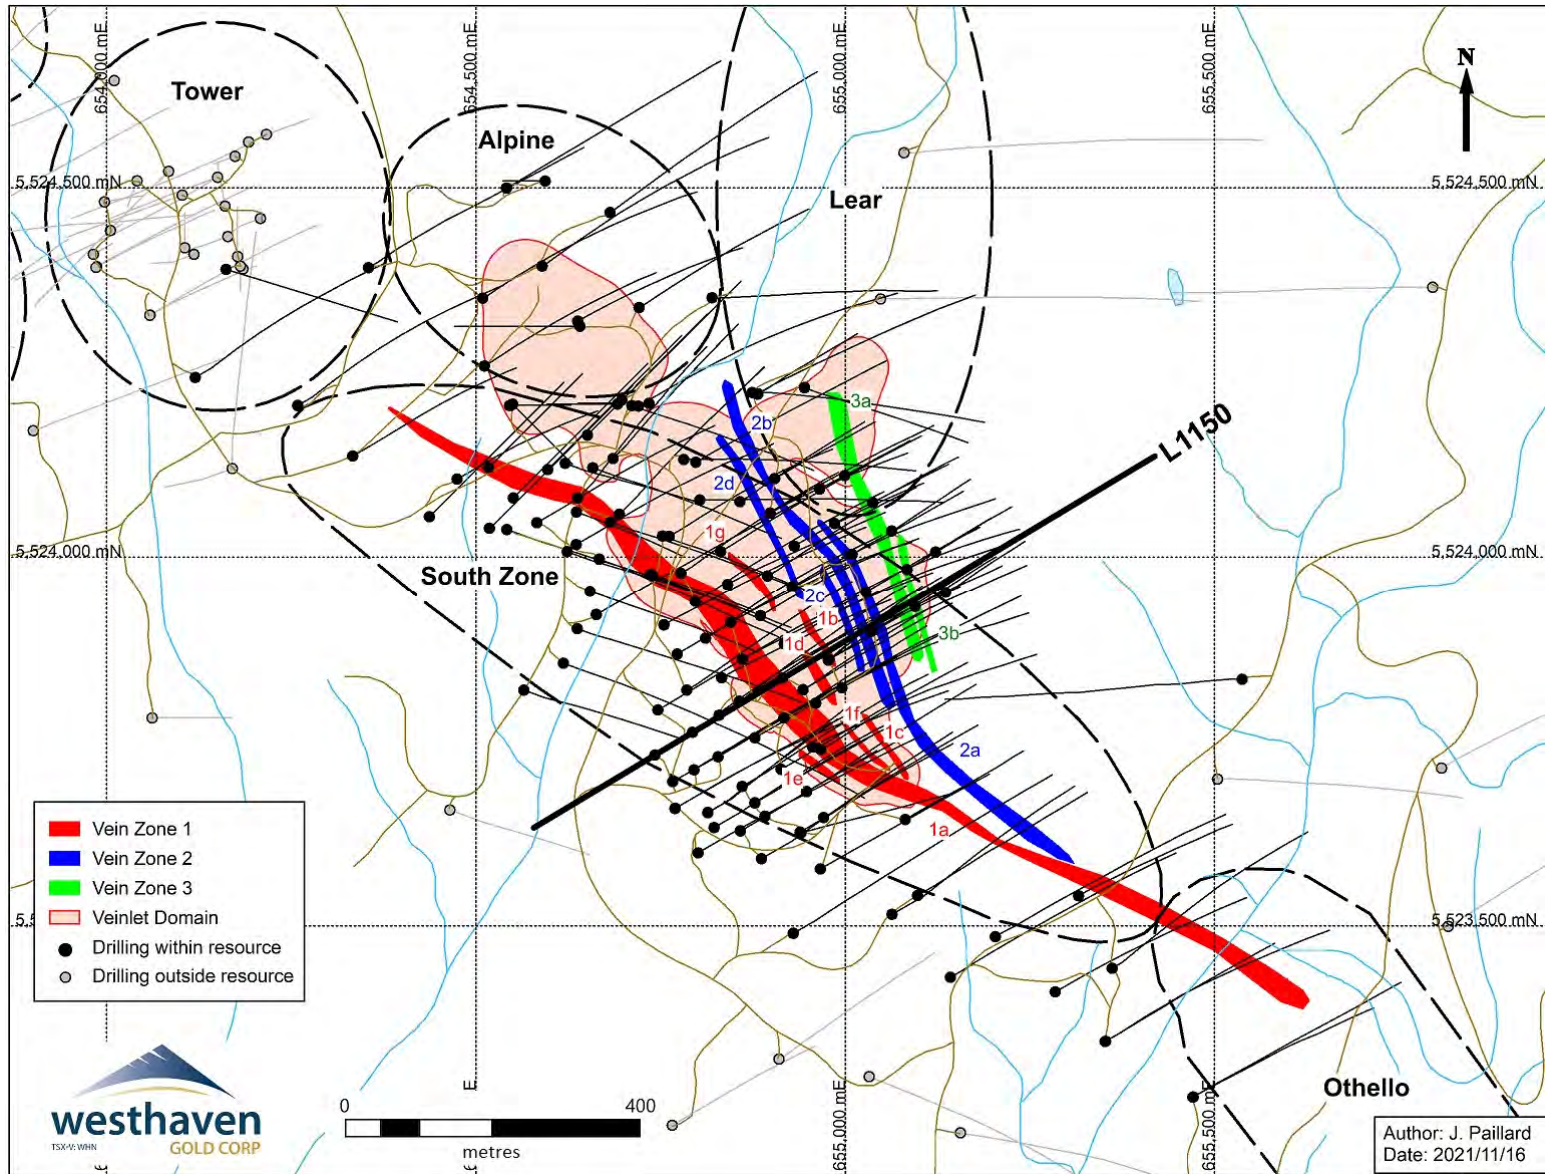 654,000 mE
654,500 mE
655,000 mE
655,500 mE
N
Tower
Alpine
Lear
5,524,500 mN
5,524,500 mN
3a
2b
L1150
2d
1g
5,524,000 mN
5,524,000 mN
South Zone
2c
1b
1d
3b
1f
1c
2a
1e
1a
Vein Zone 1
Vein Zone 2
Vein Zone 3
Veinlet Domain
Drilling within resource
Drilling outside resource
5,523,500 mN
Othello
westhaven
TSX-V: WHN
GOLD CORP
0
400
metres
E
655,000 mE
655,500 mE
Author: J. Paillard
Date: 2021/11/16